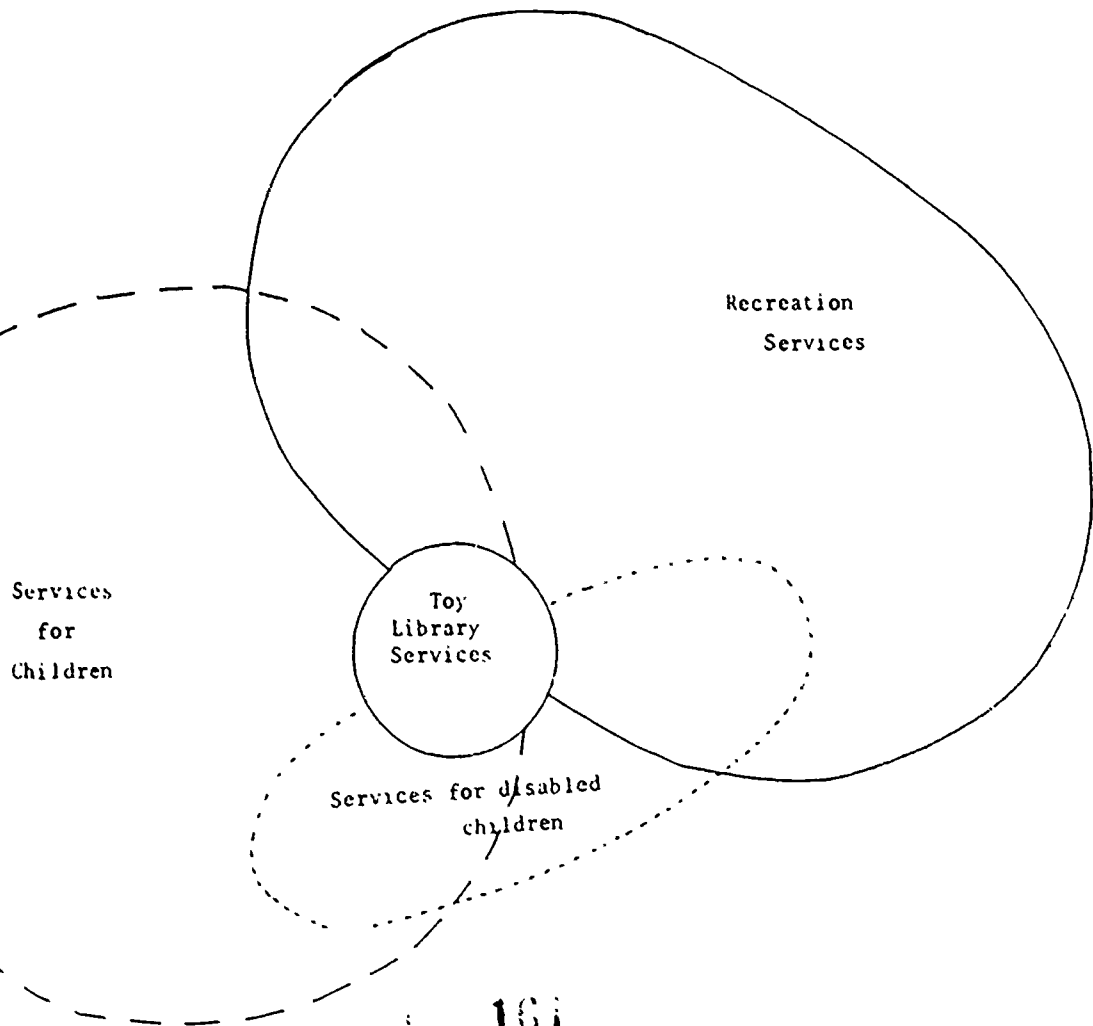 Recreation
Services
Services
for
Children
Toy
Library
Services
Services for disabled
children